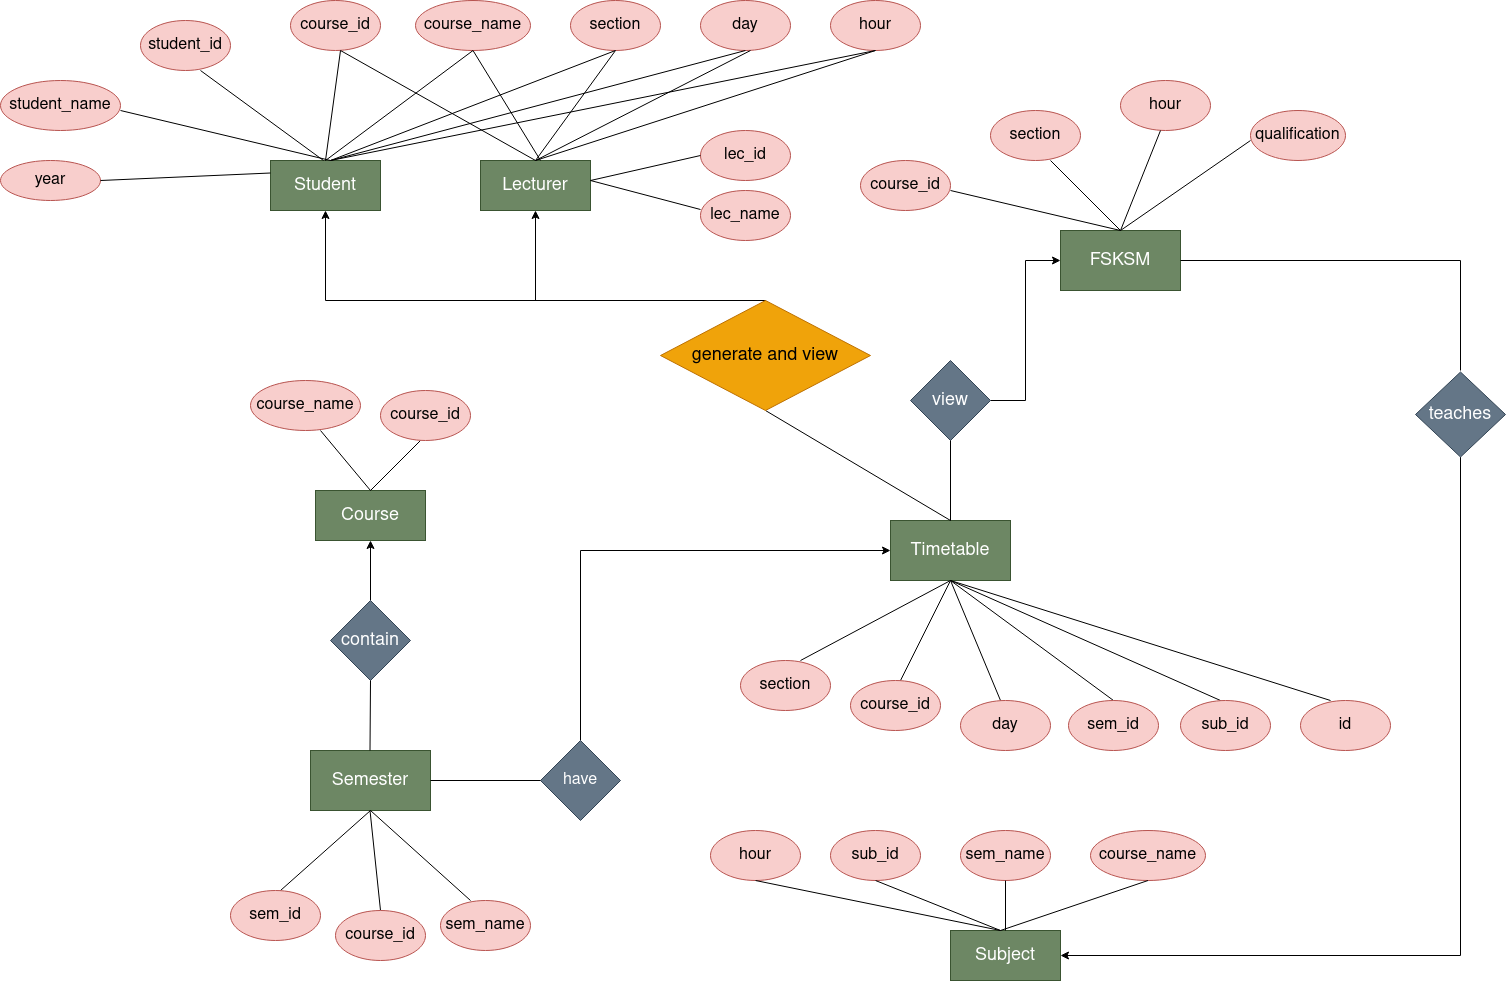 course_id
course_name
section
day
hour
student_id
student_name
year
Student
Lecturer
lec_id
lec_name
hour
section
qualification
course_id
FSKSM
generate and view
view
teaches
course_name
course_id
Course
Timetable
contain
section
course_id
day
sem_id
sub_id
id
Semester
have
hour
sub_id
sem_name
course_name
sem_id
course_id
sem_name
Subject